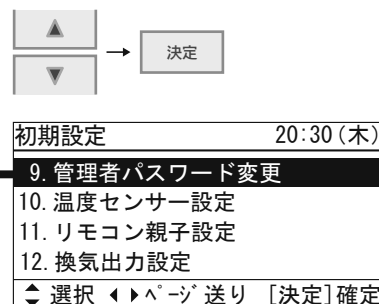 決定
初期設定 20:30(木)
9. 管理者パスワード変更
10. 温度センサー設定
11. リモコン親子設定
12. 換気出力設定
選択 ﾍﾟｰｼﾞ送り [決定]確定